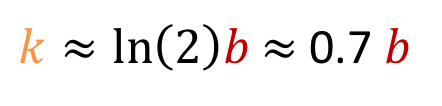 k ≈ ln(2)b ≈ 0.7 b